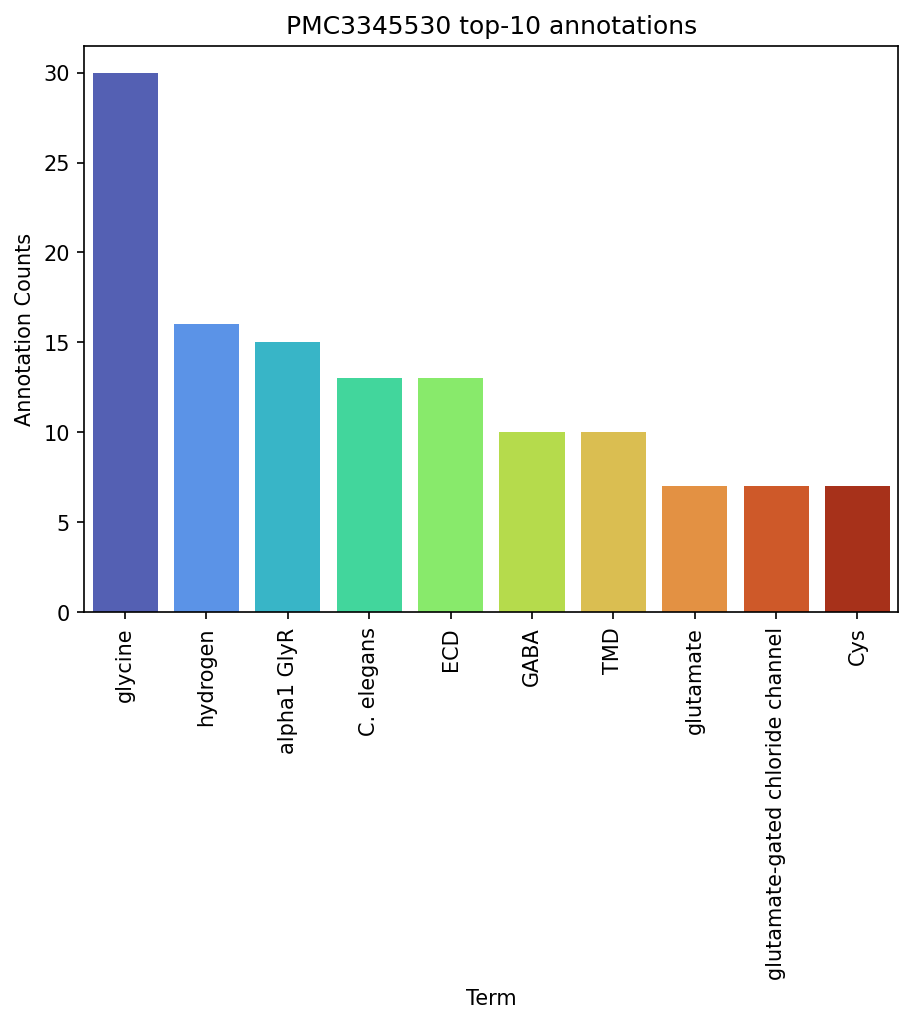 PMC3345530 top-10 annotations
Annotation Counts
30
25
20
15
10
5
0
glycine
hydrogen
alpha1 GlyR
C. elegans
ECD
GABA
TMD
glutamate
glutamate-gated chloride channel
Cys
Term